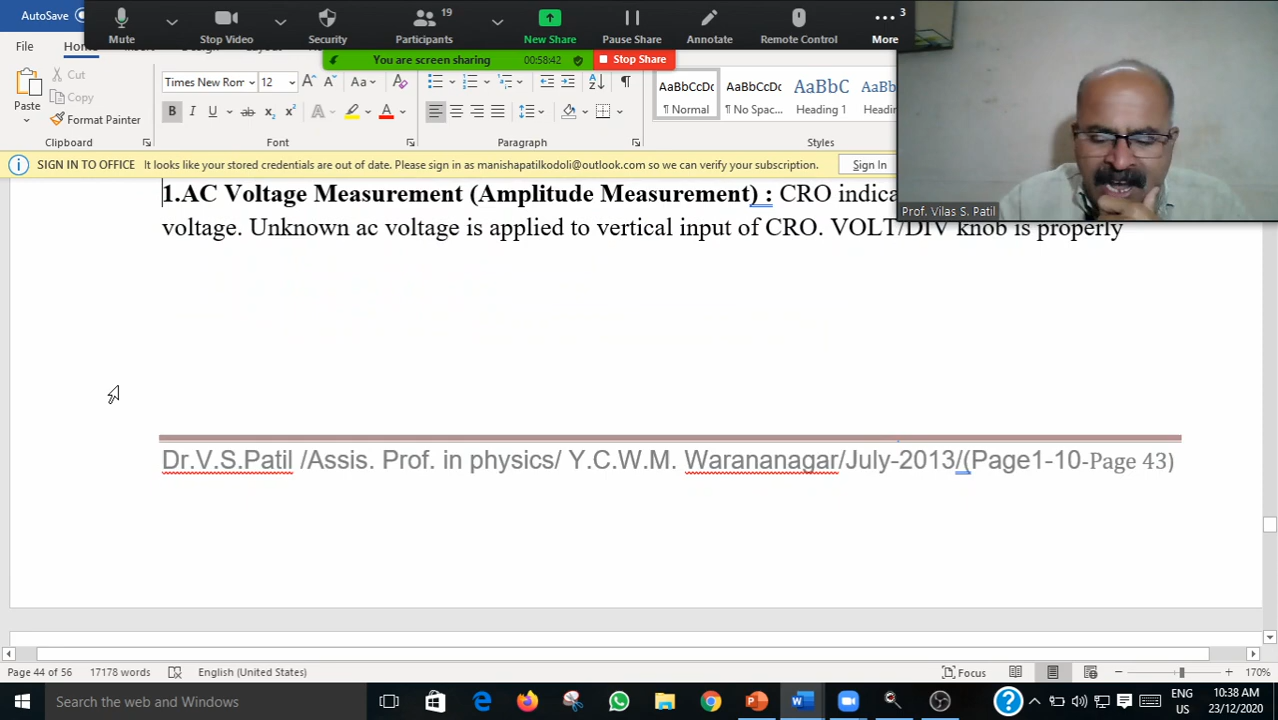 AutoSave
Mute
Stop Video
Security
19
Participants
New Share
Pause Share
Annotate
Remote Control
3
More
You are screen sharing
00:58:42
Stop Share
File
Paste
Cut
Copy
Format Painter
Clipboard
Times New Ror
12
Font
Paragraph
AaBbCcDc
¶ Normal
AaBbCcDc
¶ No Spac...
AaBbC
Heading 1
Styles
SIGN IN TO OFFICE It looks like your stored credentials are out of date. Please sign in as manishapatilkodoli@outlook.com so we can verify your subscription.
Sign In
Prof. Vilas S. Patil
1.AC Voltage Measurement (Amplitude Measurement) : CRO indica
voltage. Unknown ac voltage is applied to vertical input of CRO. VOLT/DIV knob is properly
Dr.V.S.Patil /Assis. Prof. in physics/ Y.C.W.M. Warananagar/July-2013/(Page1-10-Page 43)
Page 44 of 56
17178 words
English (United States)
Focus
170%
Search the web and Windows
ENG
US
10:38 AM
23/12/2020